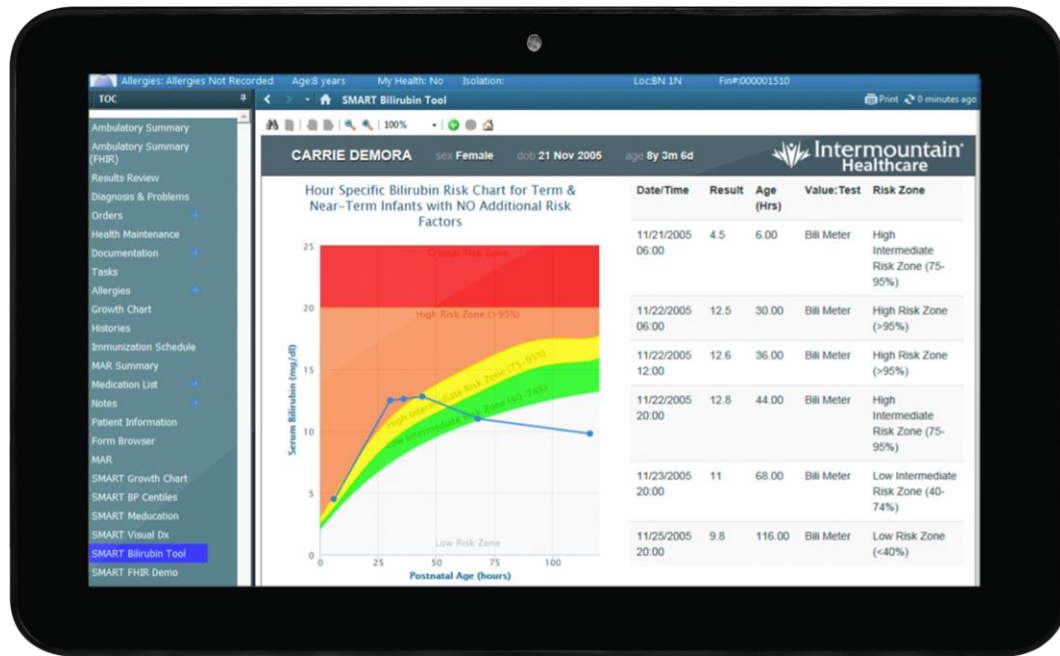 Allergies: Allergies Not Recorded Age:8 years My Health: No Isolation: Loc:BN 1N Fin#:000001510
TOC
SMART Bilirubin Tool
Print 0 minutes ago
100%
Ambulatory Summary
Ambulatory Summary
(FHIR)
Results Review
Diagnosis & Problems
Orders
Health Maintenance
Documentation
Tasks
Allergies
Growth Chart
Histories
Immunization Schedule
MAR Summary
Medication List
Notes
Patient Information
Form Browser
MAR
SMART Growth Chart
SMART BP Centiles
SMART Meducation
SMART Visual Dx
SMART Bilirubin Tool
SMART FHIR Demo
CARRIE DEMORA sex Female dob 21 Nov 2005 age 8y 3m 6d
Intermountain®
Healthcare
Hour Specific Bilirubin Risk Chart for Term &
Near-Term Infants with NO Additional Risk
Factors
Serum Bilirubin (mg/dl)
25
20
15
10
5
0
Critical Risk Zone
High Risk Zone (>95%)
High Intermediate Risk Zone (75-95%)
Low Intermediate Risk Zone (40-74%)
Low Risk Zone
0 25 50 75 100
Postnatal Age (hours)
Date/Time Result Age Value:Test Risk Zone
(Hrs)
11/21/2005 4.5 6.00 Bili Meter High
06:00 Intermediate
Risk Zone (75-
95%)
11/22/2005 12.5 30.00 Bili Meter High Risk Zone
06:00 (>95%)
11/22/2005 12.6 36.00 Bili Meter High Risk Zone
12:00 (>95%)
11/22/2005 12.8 44.00 Bili Meter High
20:00 Intermediate
Risk Zone (75-
95%)
11/23/2005 11 68.00 Bili Meter Low Intermediate
20:00 Risk Zone (40-
74%)
11/25/2005 9.8 116.00 Bili Meter Low Risk Zone
20:00 (<40%)